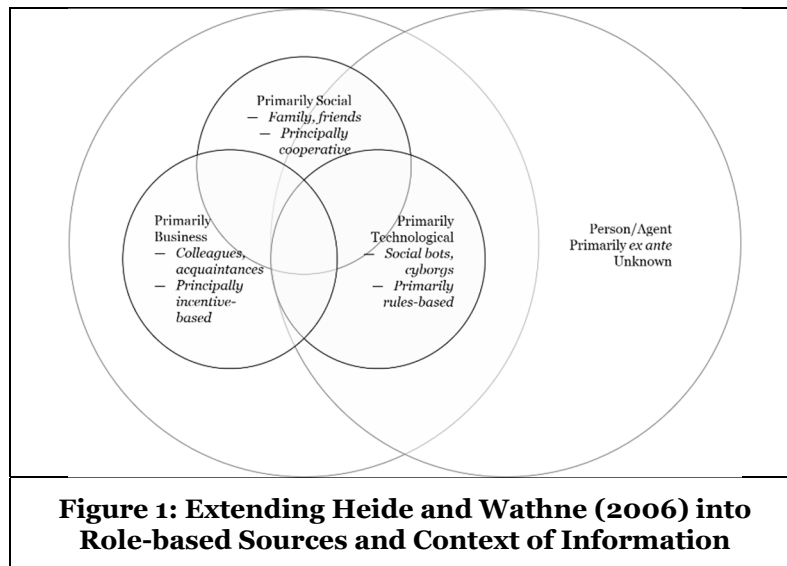 Primarily Social
— Family, friends
— Principally
cooperative
Primarily
Business
— Colleagues,
acquaintances
— Principally
incentive-
based
Primarily
Technological
— Social bots,
cyborgs
— Primarily
rules-based
Person/Agent
Primarily ex ante
Unknown
Figure 1: Extending Heide and Wathne (2006) into
Role-based Sources and Context of Information